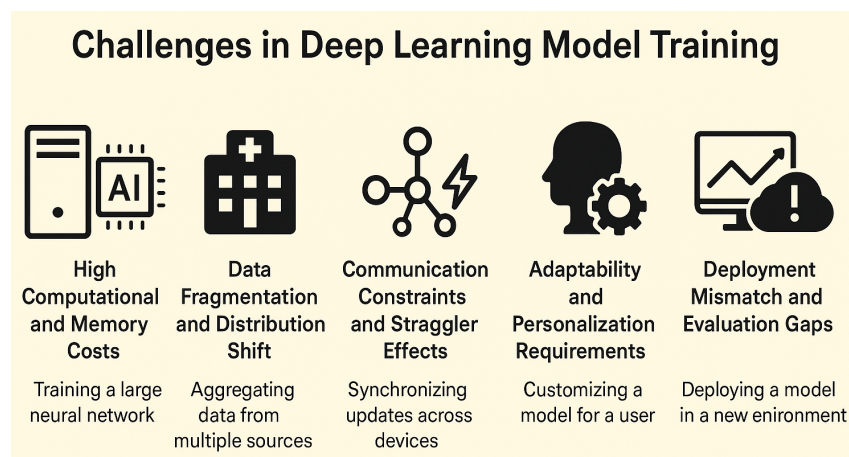 Challenges in Deep Learning Model Training
AI
High
Computational
and Memory
Costs
Training a large
neural network
Data
Fragmentation
and Distribution
Shift
Aggregating
data from
multiple sources
Communication
Constraints
and Straggler
Effects
Synchronizing
updates across
devices
Adaptability
and
Personalization
Requirements
Customizing a
model for a user
!
Deployment
Mismatch and
Evaluation Gaps
Deploying a model
in a new enironment